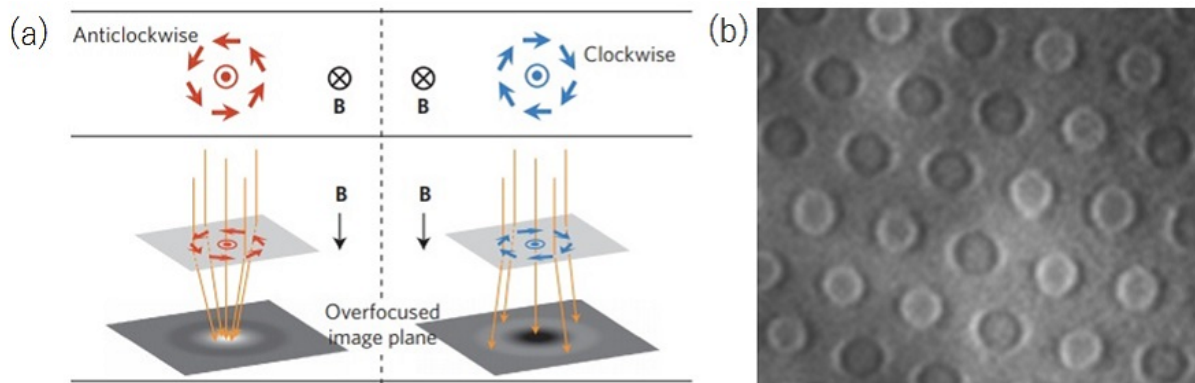 (a)
Anticlockwise
B
B
Clockwise
B
B
Overfocused
image plane
(b)